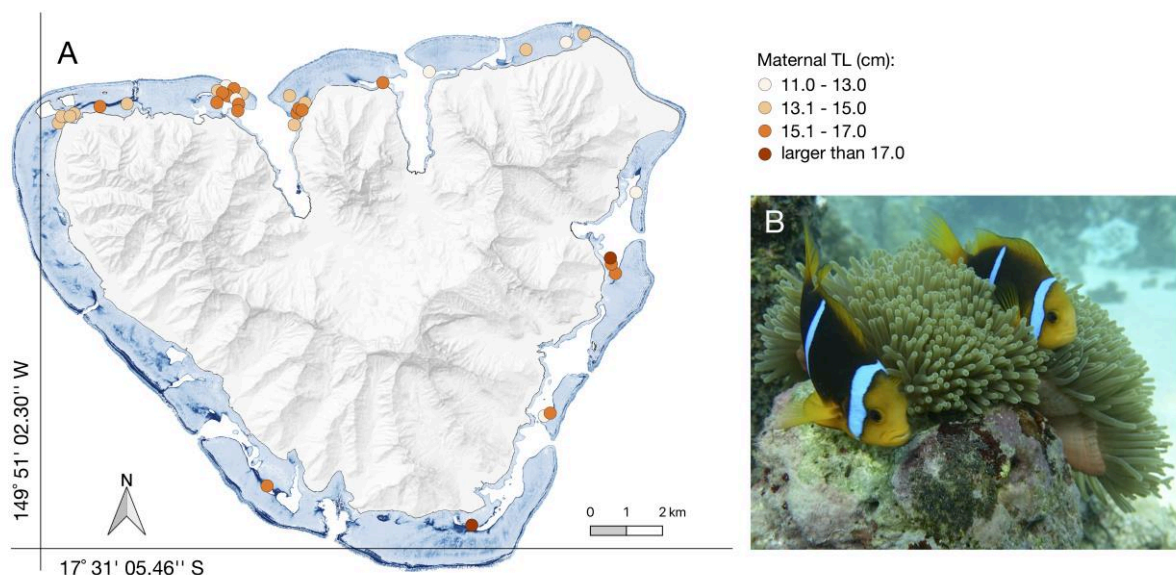 A
Maternal TL (cm):
11.0 - 13.0
13.1 - 15.0
15.1 - 17.0
larger than 17.0
B
149° 51' 02.30'' W
N
0 1 2 km
17° 31' 05.46'' S